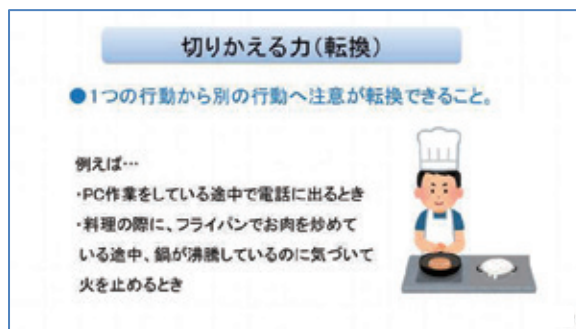 切りかえる力(転換)
●1つの行動から別の行動へ注意が転換できること。
例えば…
・PC作業をしている途中で電話に出るとき
・料理の際に、フライパンでお肉を炒めて
いる途中、鍋が沸騰しているのに気づいて
火を止めるとき